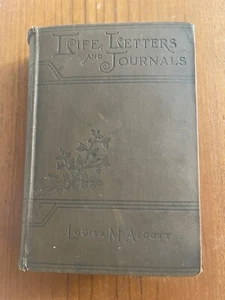 LIFE, LETTERS
AND JOURNALS
LOUISA M. ALCOTT